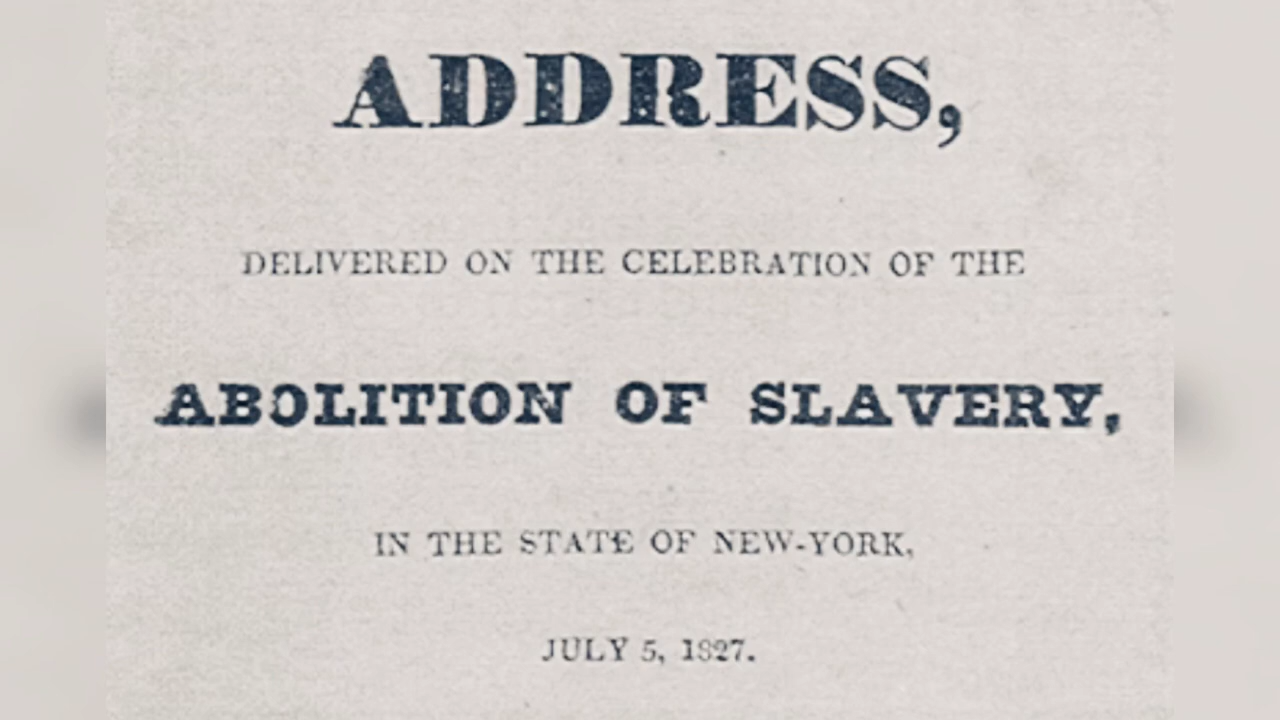 ADDRESS,
DELIVERED ON THE CELEBRATION OF THE
ABOLITION OF SLAVERY,
IN THE STATE OF NEW-YORK,
JULY 5, 1827.